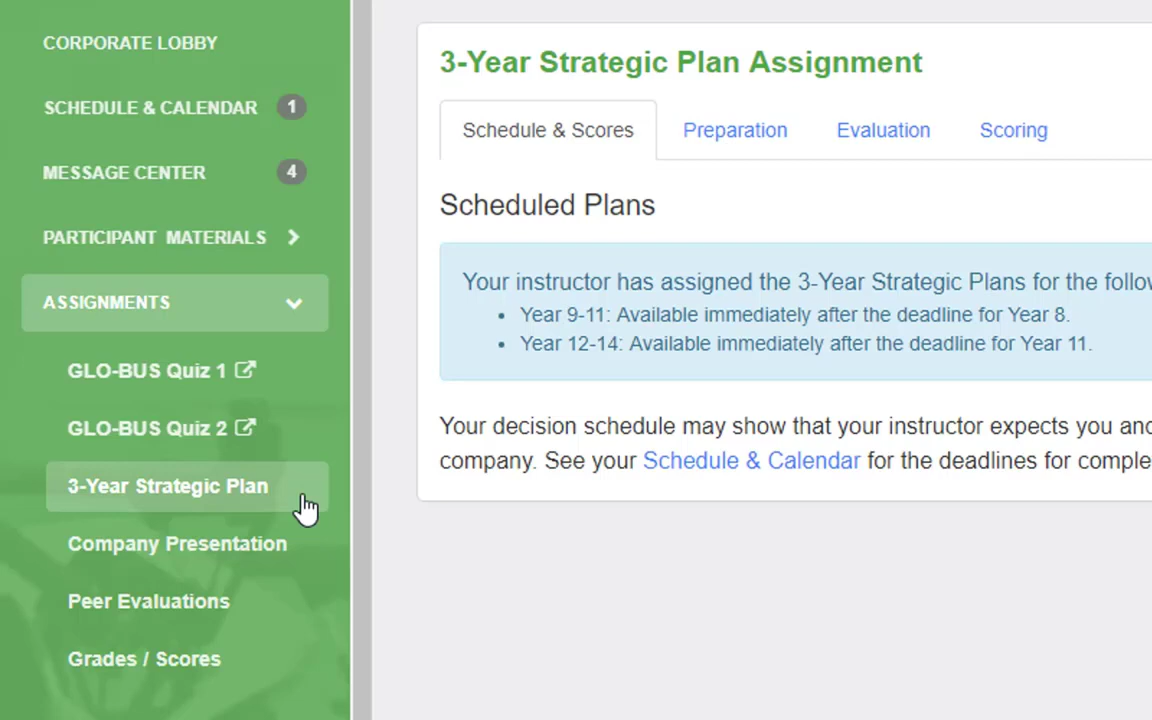 CORPORATE LOBBY
SCHEDULE & CALENDAR 1
MESSAGE CENTER 4
PARTICIPANT MATERIALS
ASSIGNMENTS
GLO-BUS Quiz 1
GLO-BUS Quiz 2
3-Year Strategic Plan
Company Presentation
Peer Evaluations
Grades / Scores
3-Year Strategic Plan Assignment
Schedule & Scores Preparation Evaluation Scoring
Scheduled Plans
Your instructor has assigned the 3-Year Strategic Plans for the
• Year 9-11: Available immediately after the deadline for Year 8.
• Year 12-14: Available immediately after the deadline for Year 11.
Your decision schedule may show that your instructor expects you
company. See your Schedule & Calendar for the deadlines for